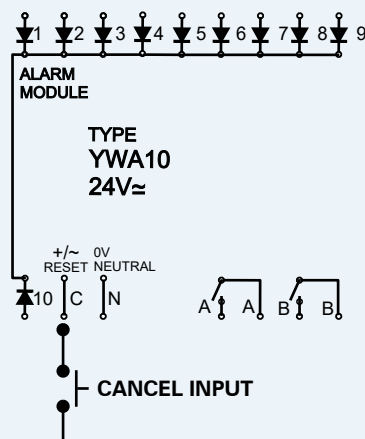 1 2 3 4 5 6 7 8 9
ALARM
MODULE
TYPE
YWA10
24V≃
+/~ 0V
RESET NEUTRAL
10 C N A A B B
CANCEL INPUT